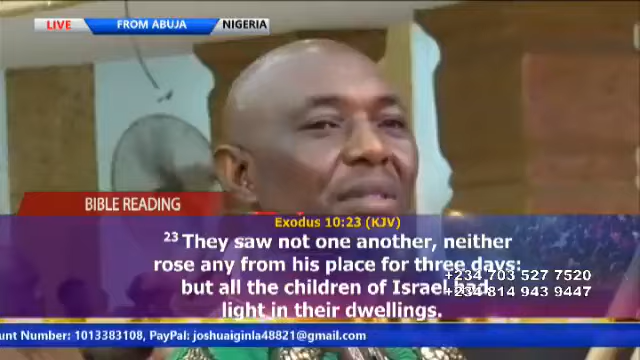 LIVE
FROM ABUJA
NIGERIA
BIBLE READING
Exodus 10:23 (KJV)
23 They saw not one another, neither
rose any from his place for three days:
but all the children of Israel had
light in their dwellings.
+234 703 527 7520
+234 814 943 9447
ount Number: 1013383108, PayPal: joshuaiginla48821@gmail.com